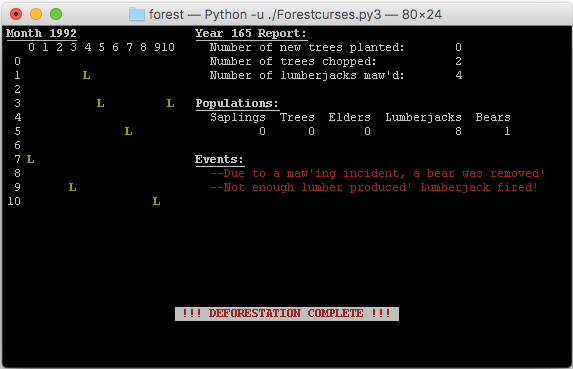 forest — Python -u ./Forestcurses.py3 — 80×24
Month 1992
0 1 2 3 4 5 6 7 8 910
0
1 L
2
3 L L
4
5 L
6
7 L
8
9 L
10 L
Year 165 Report:
Number of new trees planted: 0
Number of trees chopped: 2
Number of lumberjacks maw'd: 4
Populations:
Saplings Trees Elders Lumberjacks Bears
0 0 0 8 1
Events:
--Due to a maw'ing incident, a bear was removed!
--Not enough lumber produced! Lumberjack fired!
!!! DEFORESTATION COMPLETE !!!